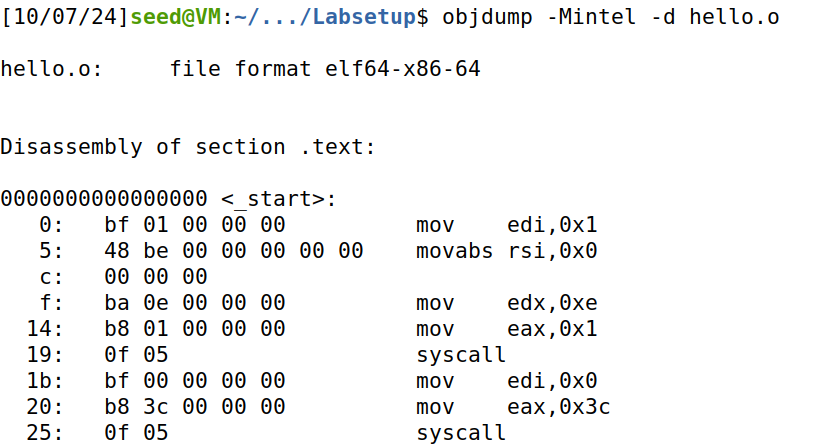 [10/07/24]seed@VM:~/.../Labsetup$ objdump -Mintel -d hello.o
hello.o:     file format elf64-x86-64
Disassembly of section .text:
0000000000000000 <_start>:
   0:   bf 01 00 00 00          mov    edi,0x1
   5:   48 be 00 00 00 00 00    movabs rsi,0x0
   c:   00 00 00
   f:   ba 0e 00 00 00          mov    edx,0xe
  14:   b8 01 00 00 00          mov    eax,0x1
  19:   0f 05                   syscall
  1b:   bf 00 00 00 00          mov    edi,0x0
  20:   b8 3c 00 00 00          mov    eax,0x3c
  25:   0f 05                   syscall